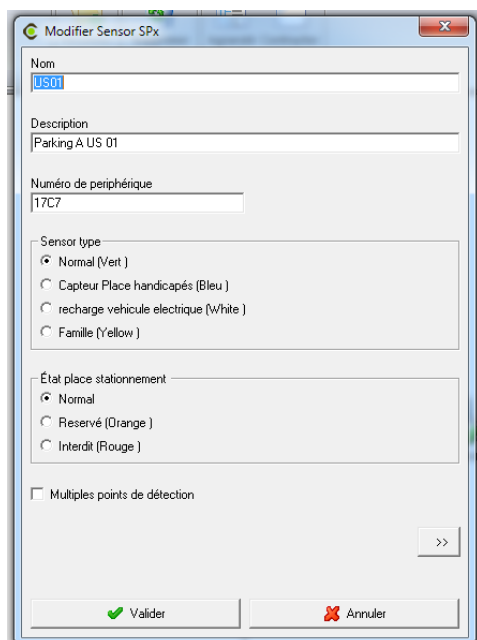 Modifier Sensor SPx
Nom
US01
Description
Parking A US 01
Numéro de periphérique
17C7
Sensor type
Normal (Vert )
Capteur Place handicapés (Bleu )
recharge vehicule electrique (White )
Famille (Yellow )
État place stationnement
Normal
Reservé (Orange )
Interdit (Rouge )
Multiples points de détection
>>
Valider
Annuler